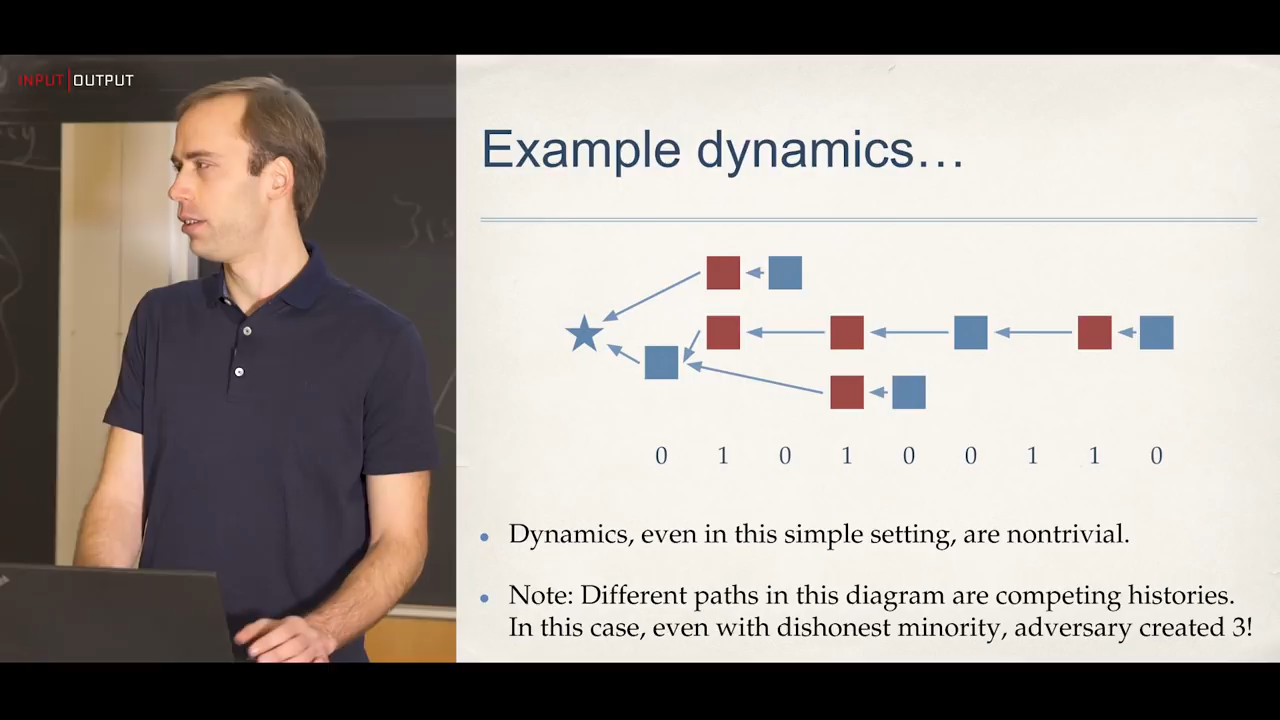 INPUT|OUTPUT
Example dynamics…
0 1 0 1 0 0 1 1 0
• Dynamics, even in this simple setting, are nontrivial.
• Note: Different paths in this diagram are competing histories.
In this case, even with dishonest minority, adversary created 3!